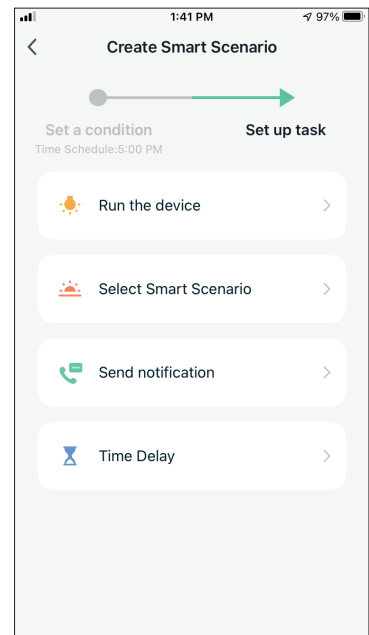 1:41 PM
97%
Create Smart Scenario
Set a condition
Set up task
Time Schedule:5:00 PM
Run the device
Select Smart Scenario
Send notification
Time Delay